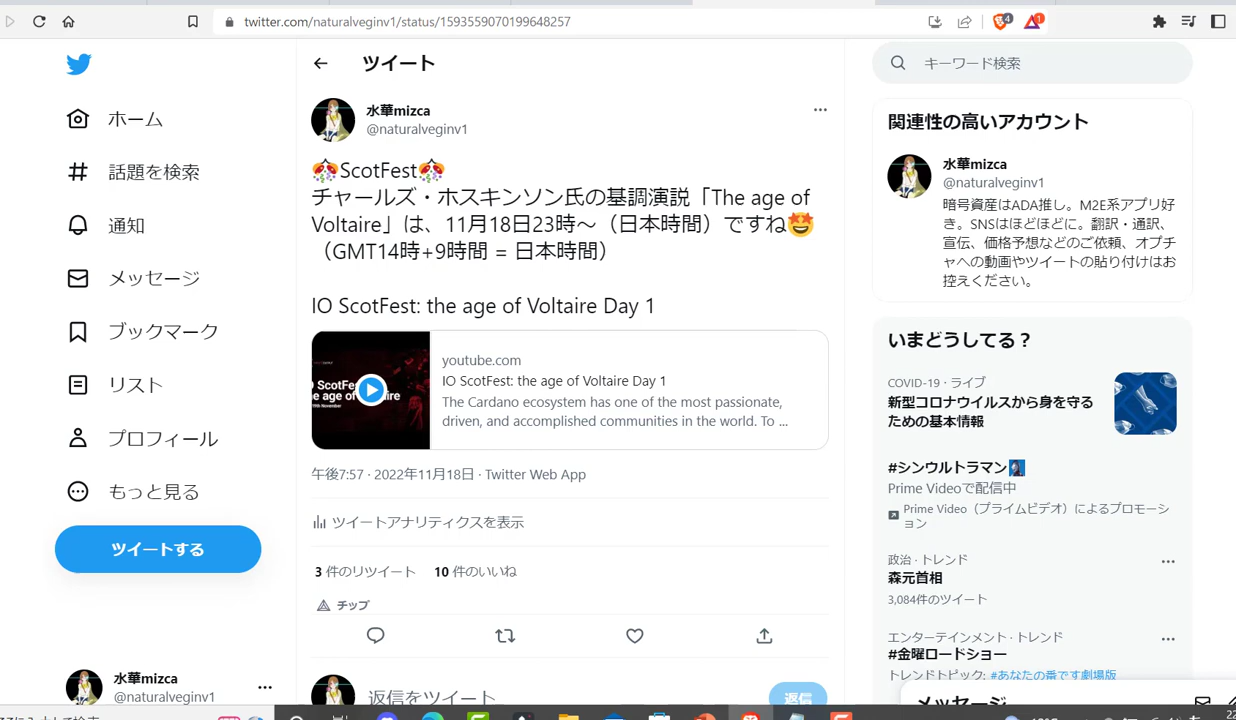 twitter.com/naturalveginv1/status/1593559070199648257
4
1
ホーム
話題を検索
通知
メッセージ
ブックマーク
リスト
プロフィール
もっと見る
ツイートする
水華mizca
@naturalveginv1
ツイート
水華mizca
@naturalveginv1
🎊ScotFest🎊
チャールズ・ホスキンソン氏の基調演説「The age of
Voltaire」は、11月18日23時～（日本時間）ですね🤩
（GMT14時+9時間 = 日本時間）
IO ScotFest: the age of Voltaire Day 1
youtube.com
IO ScotFest: the age of Voltaire Day 1
The Cardano ecosystem has one of the most passionate,
driven, and accomplished communities in the world. To ...
午後7:57 · 2022年11月18日 · Twitter Web App
ツイートアナリティクスを表示
3 件のリツイート 10 件のいいね
チップ
返信をツイート
返信
キーワード検索
関連性の高いアカウント
水華mizca
@naturalveginv1
暗号資産はADA推し。M2E系アプリ好
き。SNSはほどほどに。翻訳・通訳、
宣伝、価格予想などのご依頼、オプチ
ャへの動画やツイートの貼り付けはお
控えください。
いまどうしてる？
COVID-19 · ライブ
新型コロナウイルスから身を守る
ための基本情報
#シンウルトラマン
Prime Videoで配信中
Prime Video（プライムビデオ）によるプロモーシ
ョン
政治 · トレンド
森元首相
3,084件のツイート
エンターテインメント · トレンド
#金曜ロードショー
トレンドトピック: #あなたの番です劇場版
メッセージ